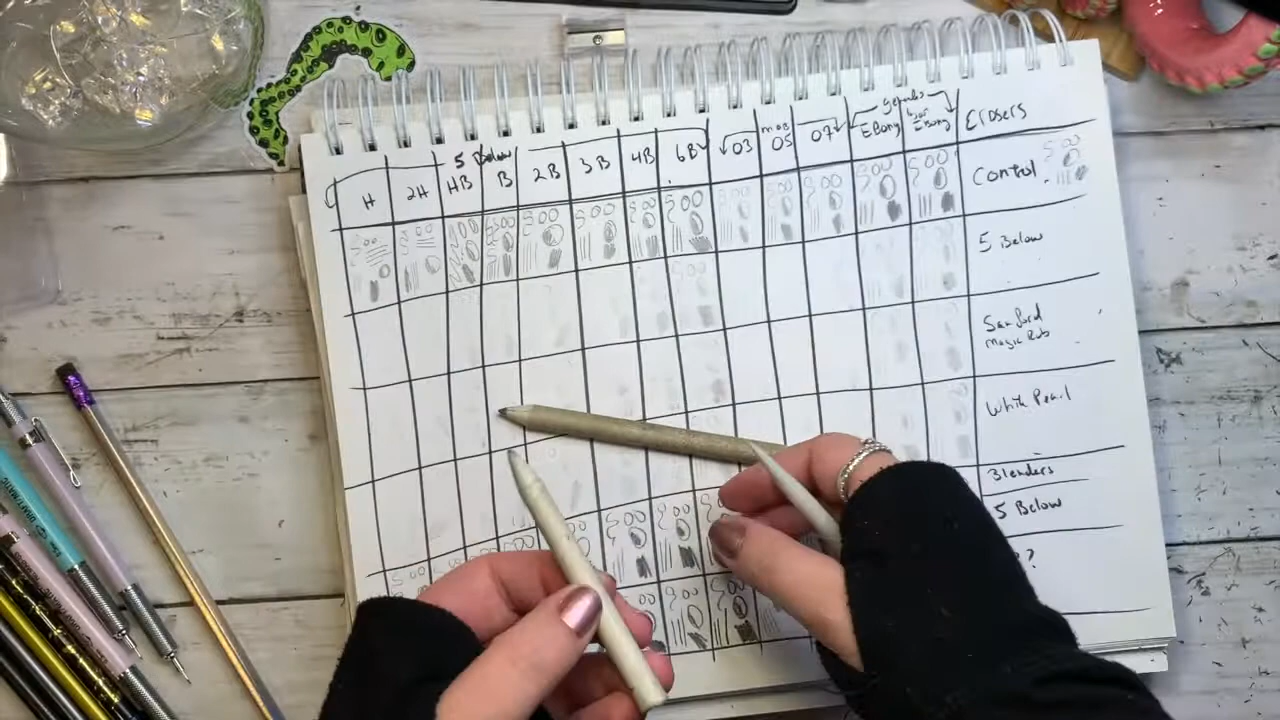 5 Below
H 2H HB B 2B 3B 4B 6B 03 05 07 EBony EBony Erasers
Control
5 Below
Sanford
Magic Rub
White Pearl
Blenders
5 Below
?